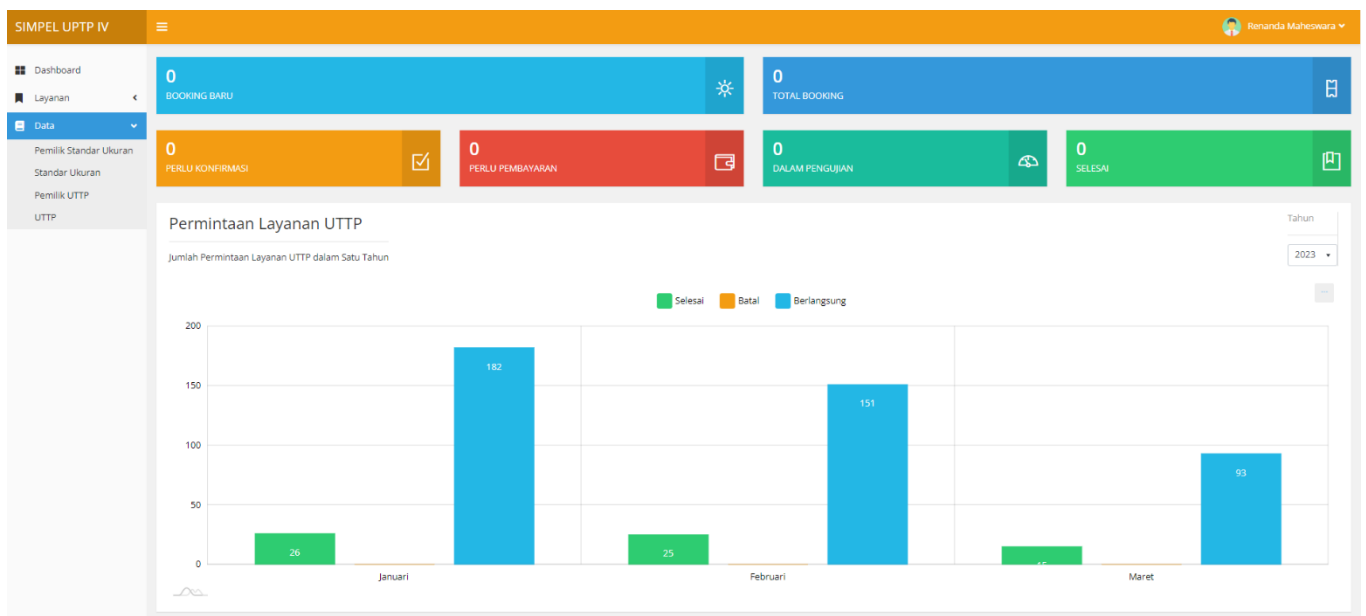 SIMPEL UPTP IV
Renanda Maheswara
Dashboard
Layanan
Data
Pemilik Standar Ukuran
Standar Ukuran
Pemilik UTTP
UTTP
0
BOOKING BARU
0
TOTAL BOOKING
0
PERLU KONFIRMASI
0
PERLU PEMBAYARAN
0
DALAM PENGUJIAN
0
SELESAI
Permintaan Layanan UTTP
Jumlah Permintaan Layanan UTTP dalam Satu Tahun
Tahun
2023
...
Selesai Batal Berlangsung
200
150
100
50
0
26
182
25
151
15
93
Januari Februari Maret